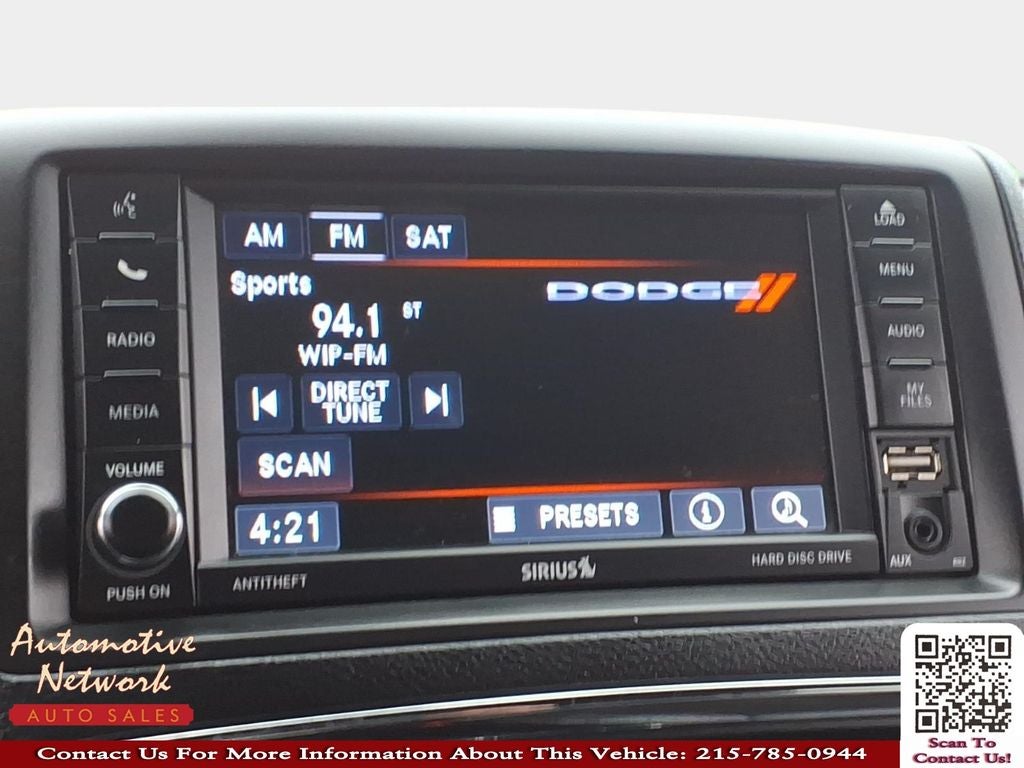 AM FM SAT
Sports
DODGE
94.1 ST
WIP-FM
DIRECT
TUNE
SCAN
4:21
PRESETS
RADIO
MEDIA
VOLUME
PUSH ON
LOAD
MENU
AUDIO
MY
FILES
AUX
ANTITHEFT
SIRIUS
HARD DISC DRIVE
Automotive
Network
AUTO SALES
Scan To
Contact Us!
Contact Us For More Information About This Vehicle: 215-785-0944